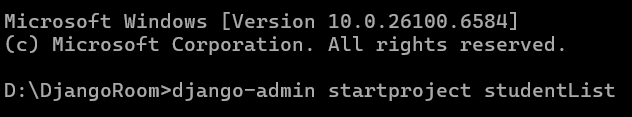 Microsoft Windows [Version 10.0.26100.6584]
(c) Microsoft Corporation. All rights reserved.
D:\DjangoRoom>django-admin startproject studentList